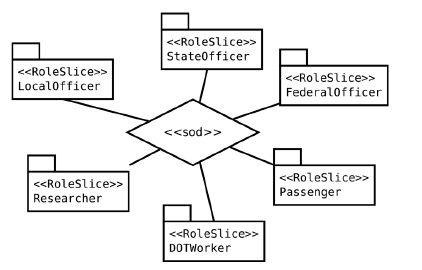 <<RoleSlice>>
StateOfficer
<<RoleSlice>>
LocalOfficer
<<RoleSlice>>
FederalOfficer
<<sod>>
<<RoleSlice>>
Researcher
<<RoleSlice>>
Passenger
<<RoleSlice>>
DOTWorker